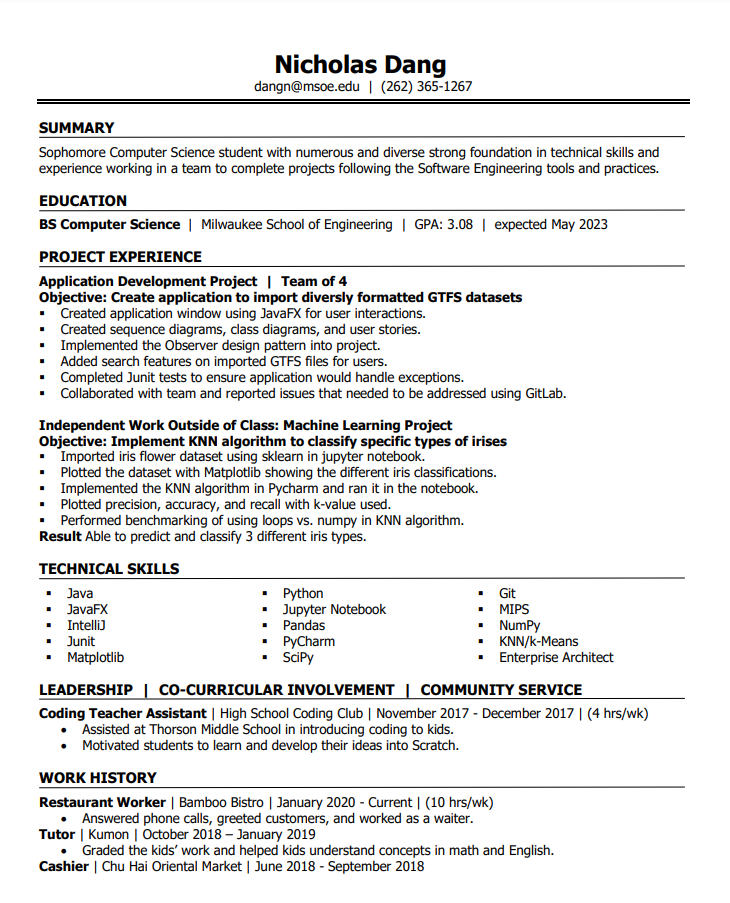 Nicholas Dang
dangn@msoe.edu | (262) 365-1267
SUMMARY
Sophomore Computer Science student with numerous and diverse strong foundation in technical skills and
experience working in a team to complete projects following the Software Engineering tools and practices.
EDUCATION
BS Computer Science | Milwaukee School of Engineering | GPA: 3.08 | expected May 2023
PROJECT EXPERIENCE
Application Development Project | Team of 4
Objective: Create application to import diversly formatted GTFS datasets
▪ Created application window using JavaFX for user interactions.
▪ Created sequence diagrams, class diagrams, and user stories.
▪ Implemented the Observer design pattern into project.
▪ Added search features on imported GTFS files for users.
▪ Completed Junit tests to ensure application would handle exceptions.
▪ Collaborated with team and reported issues that needed to be addressed using GitLab.
Independent Work Outside of Class: Machine Learning Project
Objective: Implement KNN algorithm to classify specific types of irises
▪ Imported iris flower dataset using sklearn in jupyter notebook.
▪ Plotted the dataset with Matplotlib showing the different iris classifications.
▪ Implemented the KNN algorithm in Pycharm and ran it in the notebook.
▪ Plotted precision, accuracy, and recall with k-value used.
▪ Performed benchmarking of using loops vs. numpy in KNN algorithm.
Result Able to predict and classify 3 different iris types.
TECHNICAL SKILLS
▪ Java ▪ Python ▪ Git
▪ JavaFX ▪ Jupyter Notebook ▪ MIPS
▪ IntelliJ ▪ Pandas ▪ NumPy
▪ Junit ▪ PyCharm ▪ KNN/k-Means
▪ Matplotlib ▪ SciPy ▪ Enterprise Architect
LEADERSHIP | CO-CURRICULAR INVOLVEMENT | COMMUNITY SERVICE
Coding Teacher Assistant | High School Coding Club | November 2017 - December 2017 | (4 hrs/wk)
• Assisted at Thorson Middle School in introducing coding to kids.
• Motivated students to learn and develop their ideas into Scratch.
WORK HISTORY
Restaurant Worker | Bamboo Bistro | January 2020 - Current | (10 hrs/wk)
• Answered phone calls, greeted customers, and worked as a waiter.
Tutor | Kumon | October 2018 – January 2019
• Graded the kids’ work and helped kids understand concepts in math and English.
Cashier | Chu Hai Oriental Market | June 2018 - September 2018